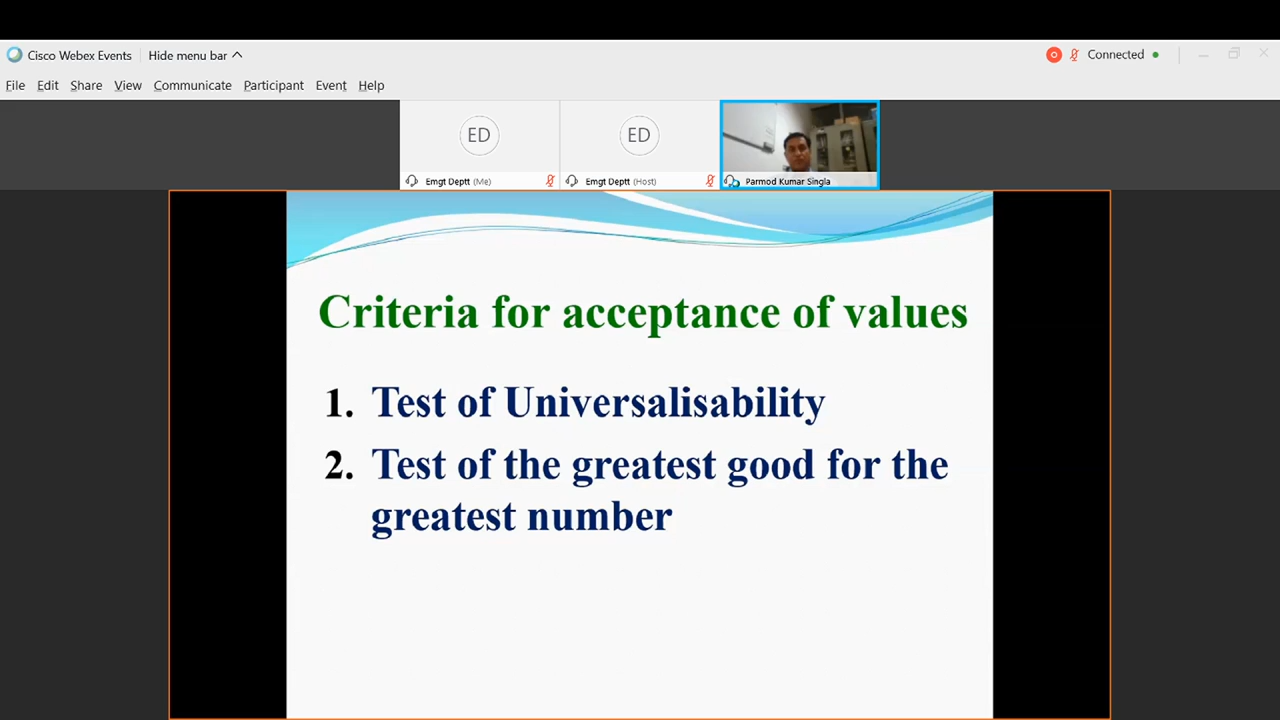 Cisco Webex Events
Hide menu bar
Connected
File Edit Share View Communicate Participant Event Help
ED
ED
Emgt Deptt (Me)
Emgt Deptt (Host)
Parmod Kumar Singla
Criteria for acceptance of values
1. Test of Universalisability
2. Test of the greatest good for the
greatest number